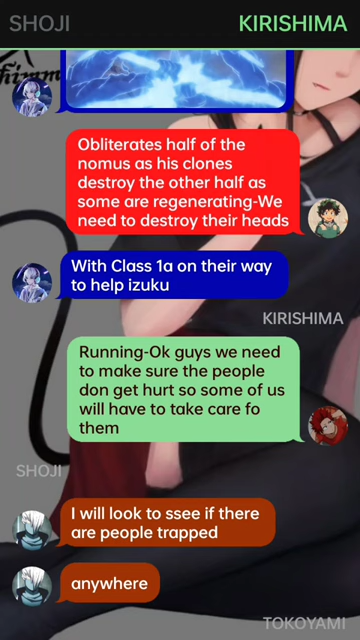 SHOJI
KIRISHIMA
himm
Obliterates half of the
nomus as his clones
destroy the other half as
some are regenerating-We
need to destroy their heads
With Class 1a on their way
to help izuku
KIRISHIMA
Running-Ok guys we need
to make sure the people
don get hurt so some of us
will have to take care fo
them
SHOJI
I will look to ssee if there
are people trapped
anywhere
TOKOYAMI